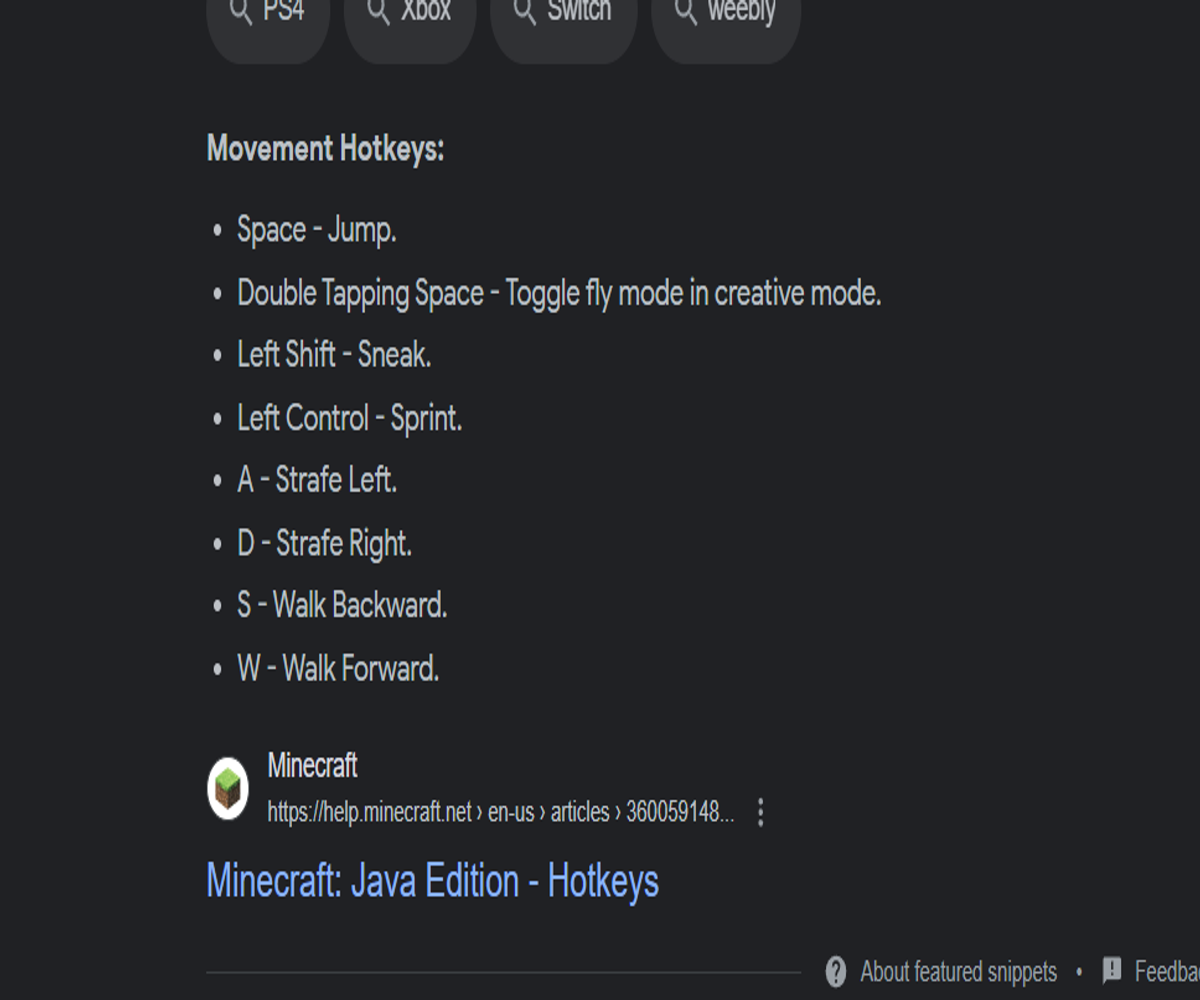 PS4 Xbox Switch weebly
Movement Hotkeys:
• Space - Jump.
• Double Tapping Space - Toggle fly mode in creative mode.
• Left Shift - Sneak.
• Left Control - Sprint.
• A - Strafe Left.
• D - Strafe Right.
• S - Walk Backward.
• W - Walk Forward.
Minecraft
https://help.minecraft.net › en-us › articles › 360059148...
Minecraft: Java Edition - Hotkeys
About featured snippets • Feedba